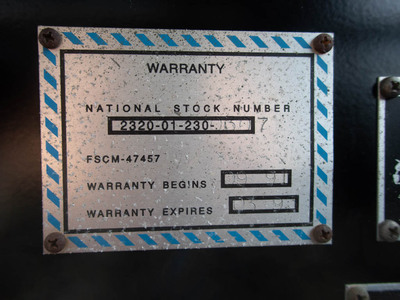 WARRANTY
NATIONAL STOCK NUMBER
2320-01-230-
FSCM-47457
WARRANTY BEGINS
WARRANTY EXPIRES